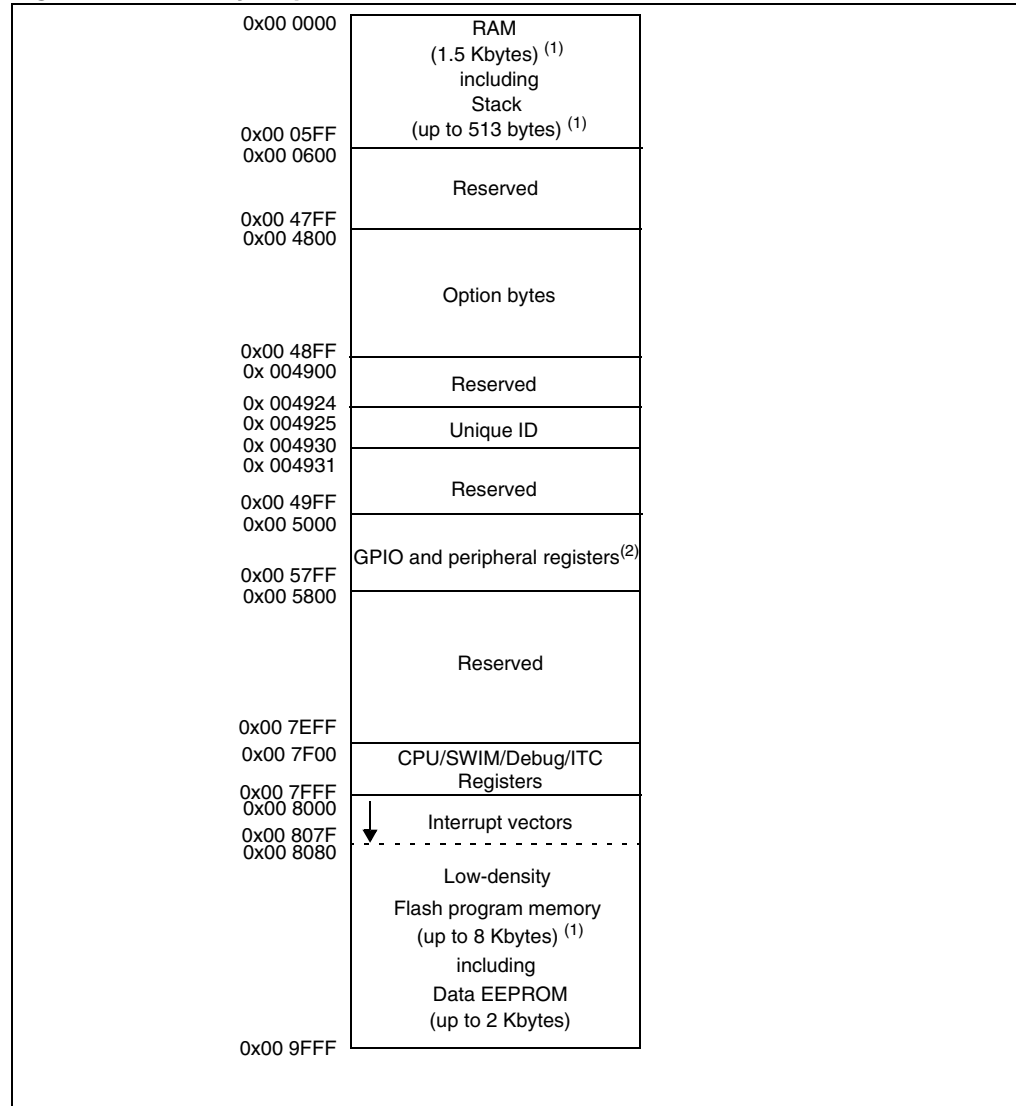 0x00 0000
RAM
(1.5 Kbytes) (1)
including
Stack
(up to 513 bytes) (1)
0x00 05FF
0x00 0600
Reserved
0x00 47FF
0x00 4800
Option bytes
0x00 48FF
0x 004900
Reserved
0x 004924
0x 004925
Unique ID
0x 004930
0x 004931
Reserved
0x00 49FF
0x00 5000
GPIO and peripheral registers(2)
0x00 57FF
0x00 5800
Reserved
0x00 7EFF
0x00 7F00
CPU/SWIM/Debug/ITC
Registers
0x00 7FFF
0x00 8000
Interrupt vectors
0x00 807F
0x00 8080
Low-density
Flash program memory
(up to 8 Kbytes) (1)
including
Data EEPROM
(up to 2 Kbytes)
0x00 9FFF